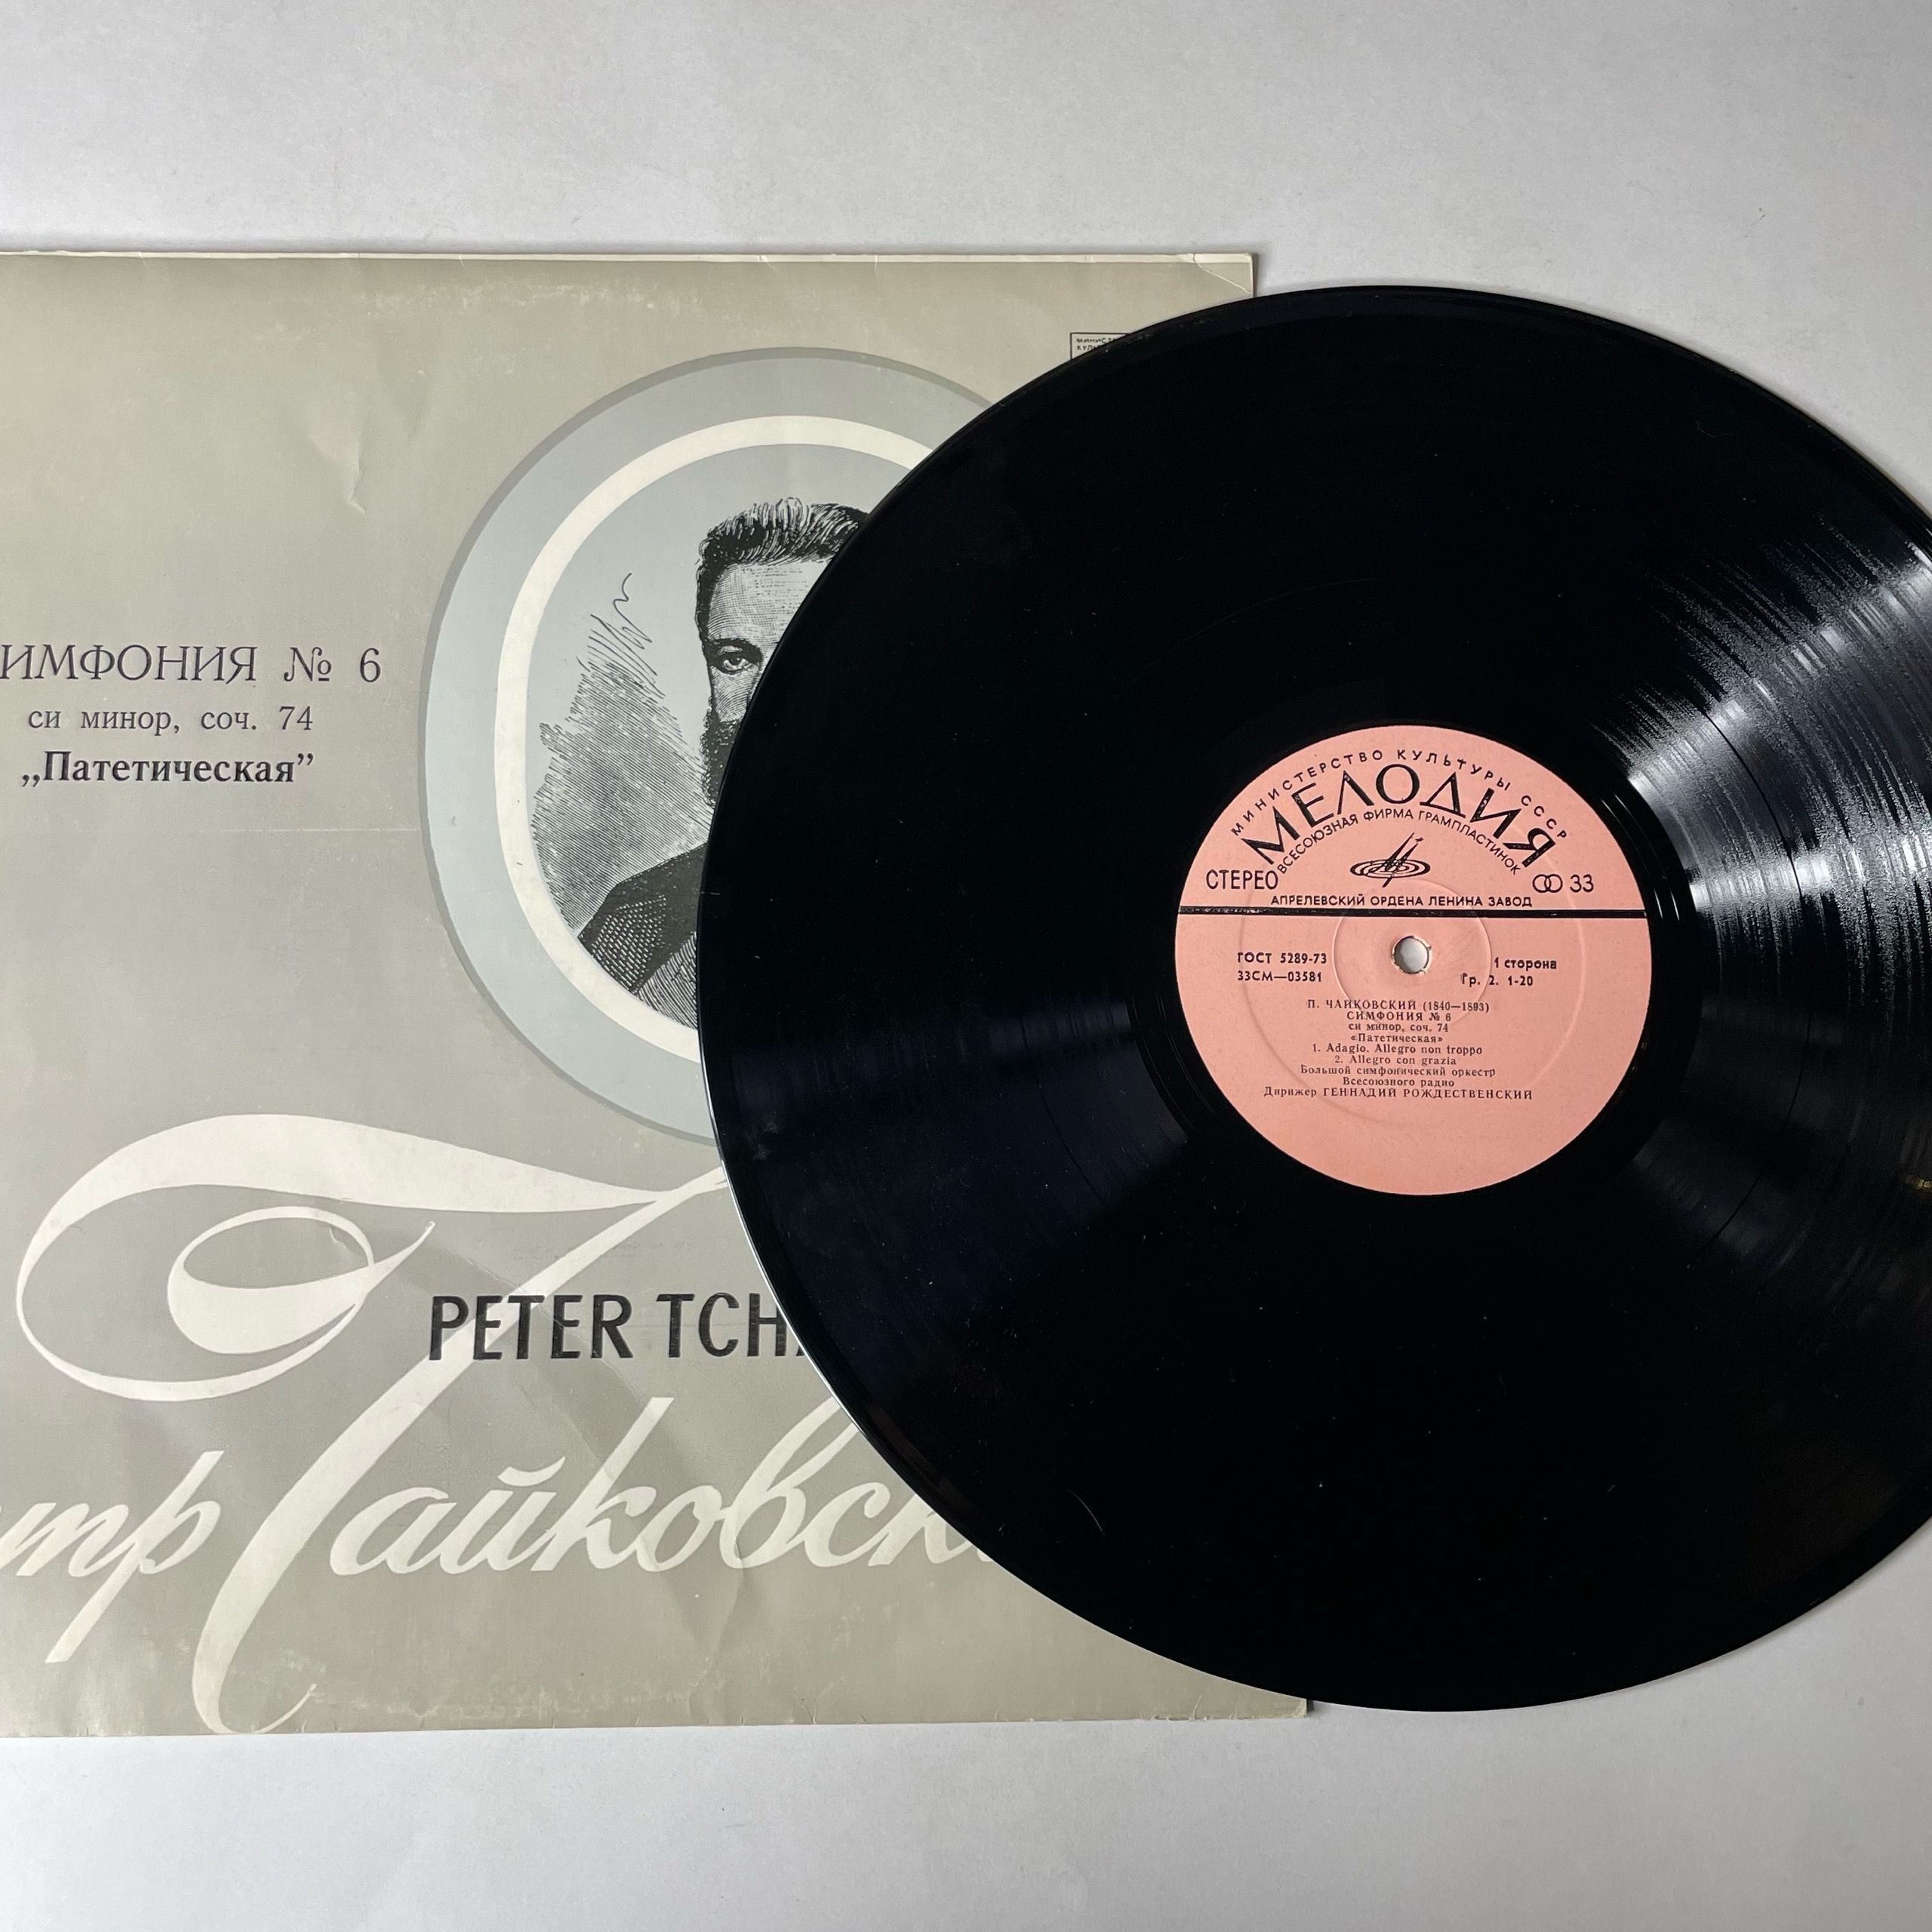 ИМФОНИЯ № 6
си минор, соч. 74
„Патетическая”
PETER TCHA
тр Чайковск
МИНИСТЕРСТВО КУЛЬТУРЫ СССР
МЕЛОДИЯ
ВСЕСОЮЗНАЯ ФИРМА ГРАМПЛАСТИНОК
СТЕРЕО 33
АПРЕЛЕВСКИЙ ОРДЕНА ЛЕНИНА ЗАВОД
ГОСТ 5289-73 1 сторона
33СМ—03581 Гр. 2. 1-20
П. ЧАЙКОВСКИЙ (1840—1893)
СИМФОНИЯ № 6
си минор, соч. 74
«Патетическая»
1. Adagio. Allegro non troppo
2. Allegro con grazia
Большой симфонический оркестр
Всесоюзного радио
Дирижер ГЕННАДИЙ РОЖДЕСТВЕНСКИЙ